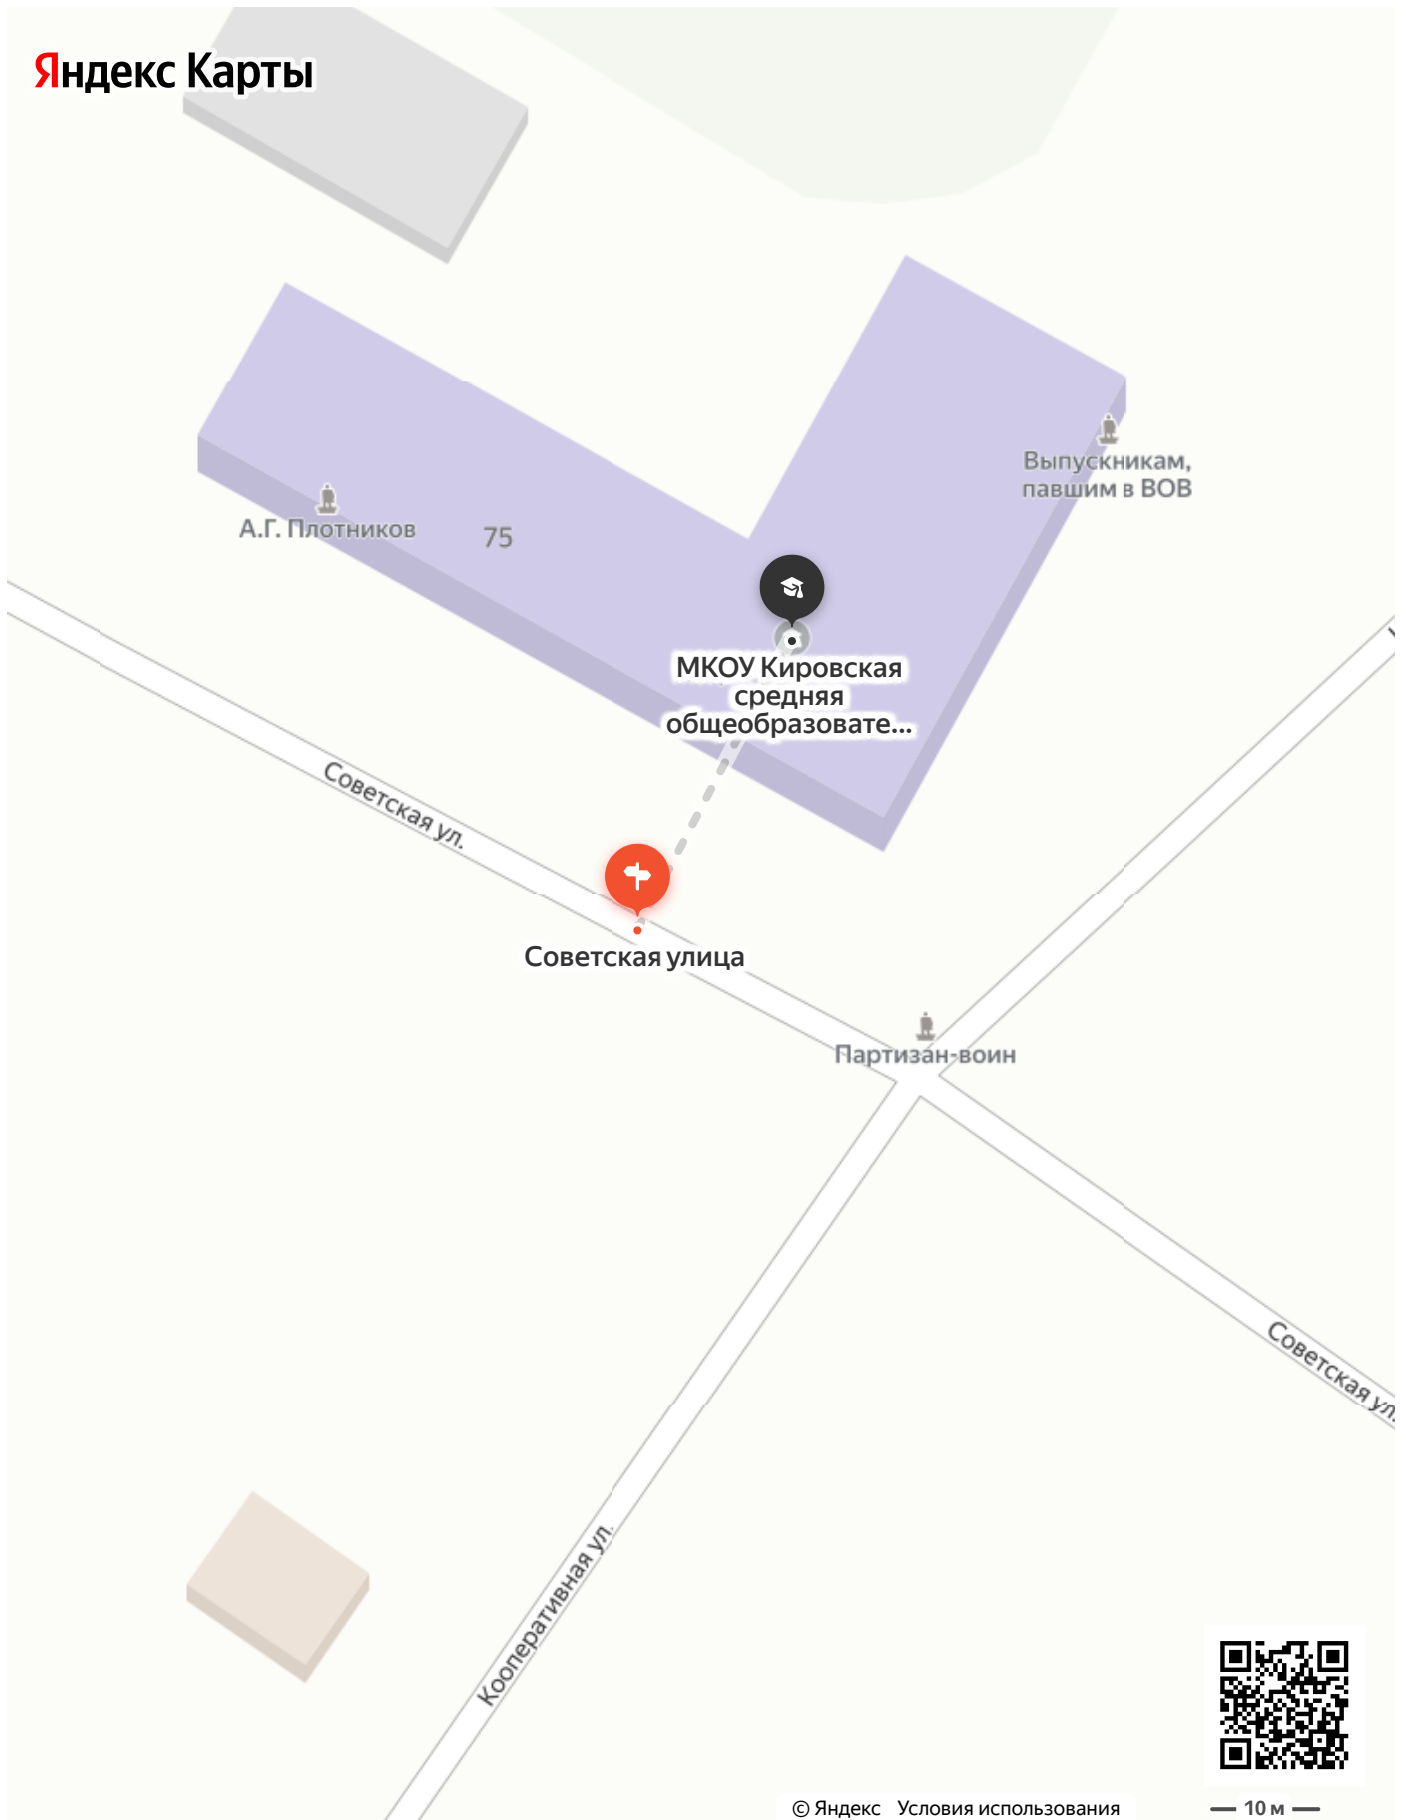 Яндекс Карты
Выпускникам,
павшим в ВОВ
А.Г. Плотников
75
МКОУ Кировская
средняя
общеобразовате...
Советская ул.
Советская улица
Партизан-воин
Советская ул.
Кооперативная ул.
© Яндекс Условия использования
10 м